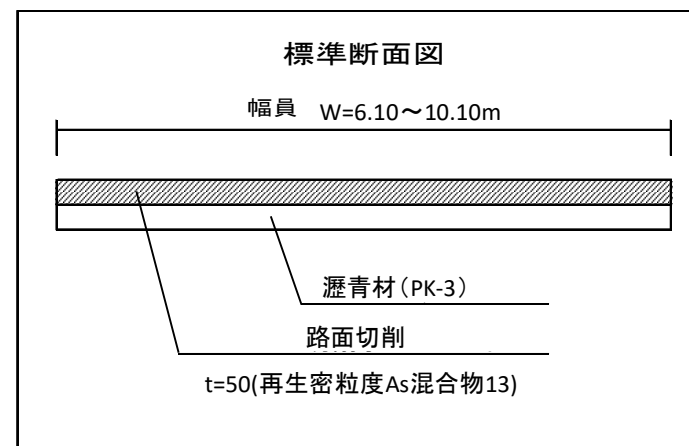 標準断面図
幅員 W=6.10～10.10m
瀝青材（PK-3）
路面切削
t=50(再生密粒度As混合物13)